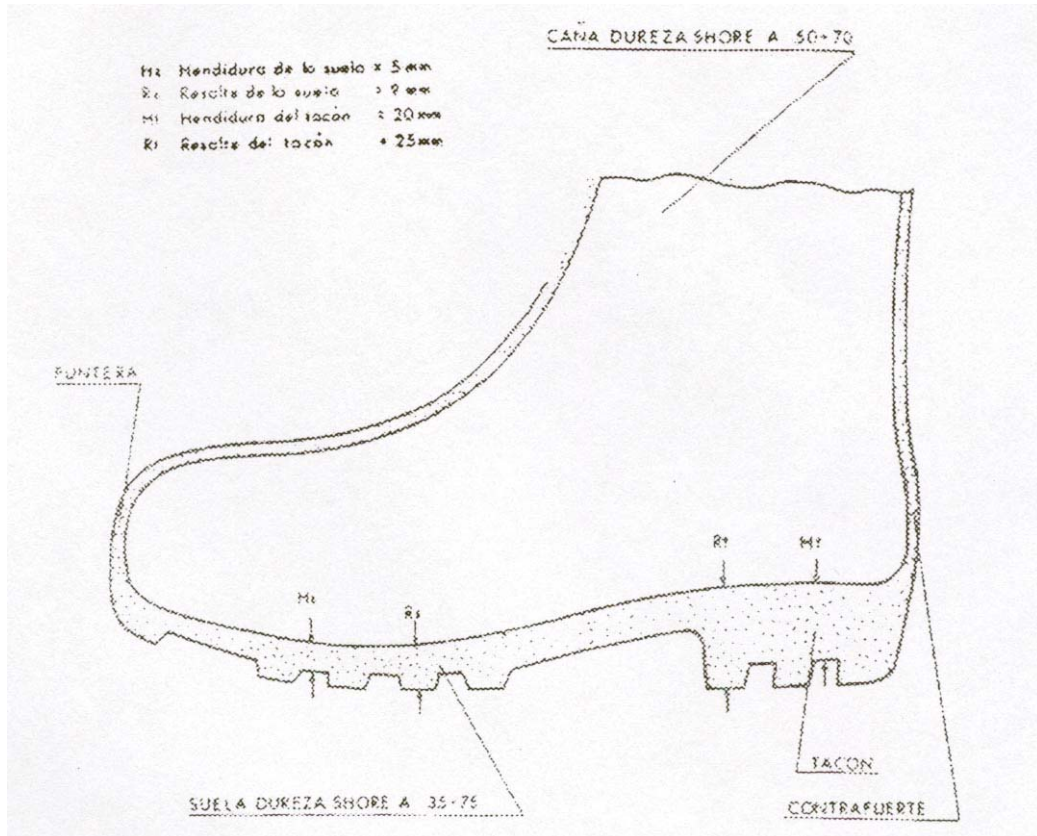 CAÑA DUREZA SHORE A 50-70
Hs Hendidura de la suela = 5 mm
Rs Resalte de la suela = 9 mm
Ht Hendidura del tacón = 20 mm
Rt Resalte del tacón = 25 mm
PUNTERA
Rt Ht
Hs Rs
TACON
SUELA DUREZA SHORE A 35-75
CONTRAFUERTE